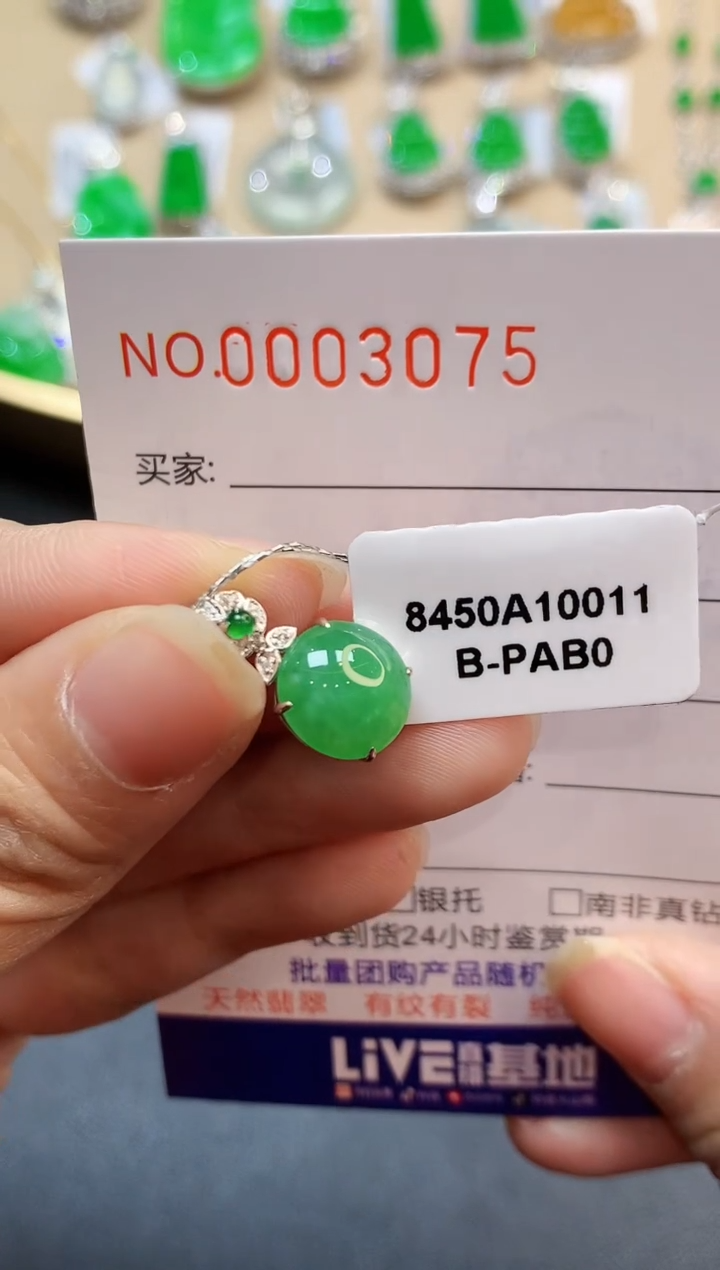 NO.0003075
买家:
8450A10011
B-PAB0
银托 南非真钻
收到货24小时鉴赏期
批量团购产品随机
天然翡翠 有纹有裂
LiVE 基地